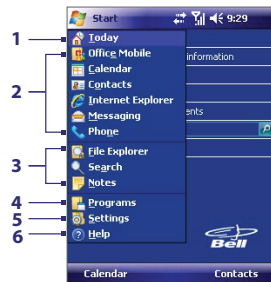 Start 9:29
1 Today
Office Mobile
information
Calendar
2 Contacts
Internet Explorer
Messaging
ents
Phone
File Explorer
3 Search
Notes
4 Programs
5 Settings
6 Help
Bell
Calendar Contacts